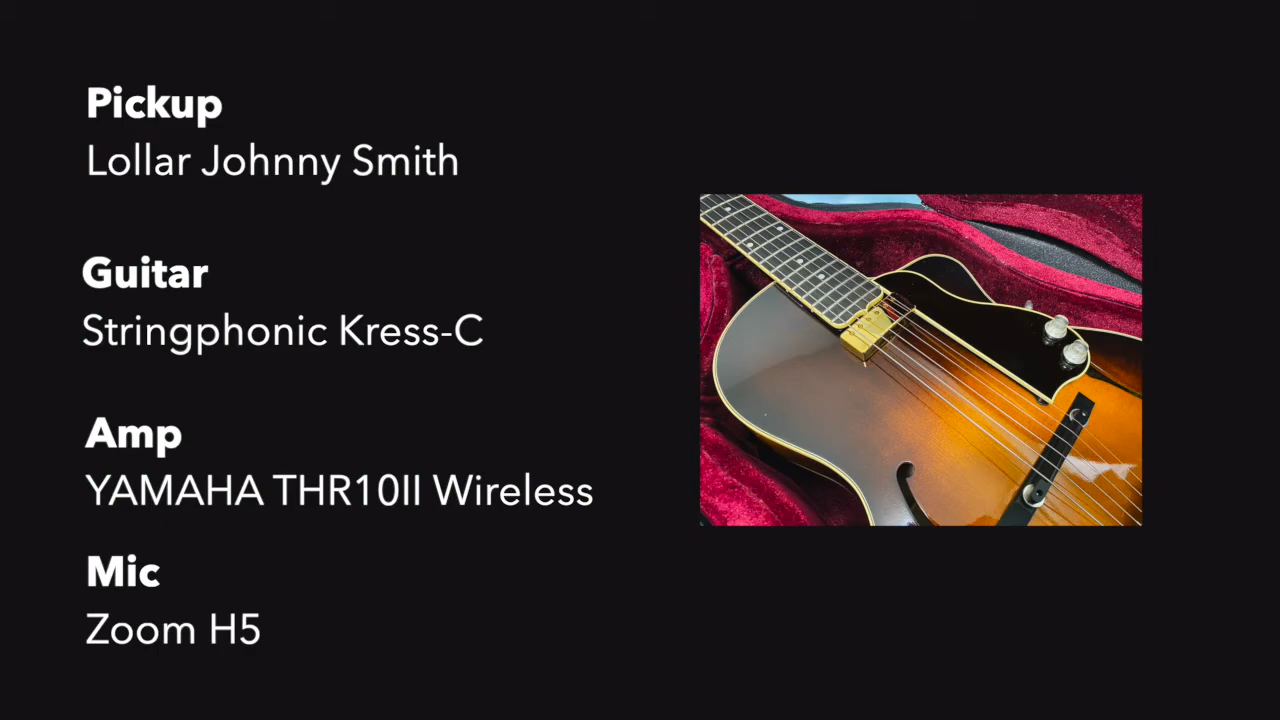 Pickup
Lollar Johnny Smith
Guitar
Stringphonic Kress-C
Amp
YAMAHA THR10II Wireless
Mic
Zoom H5